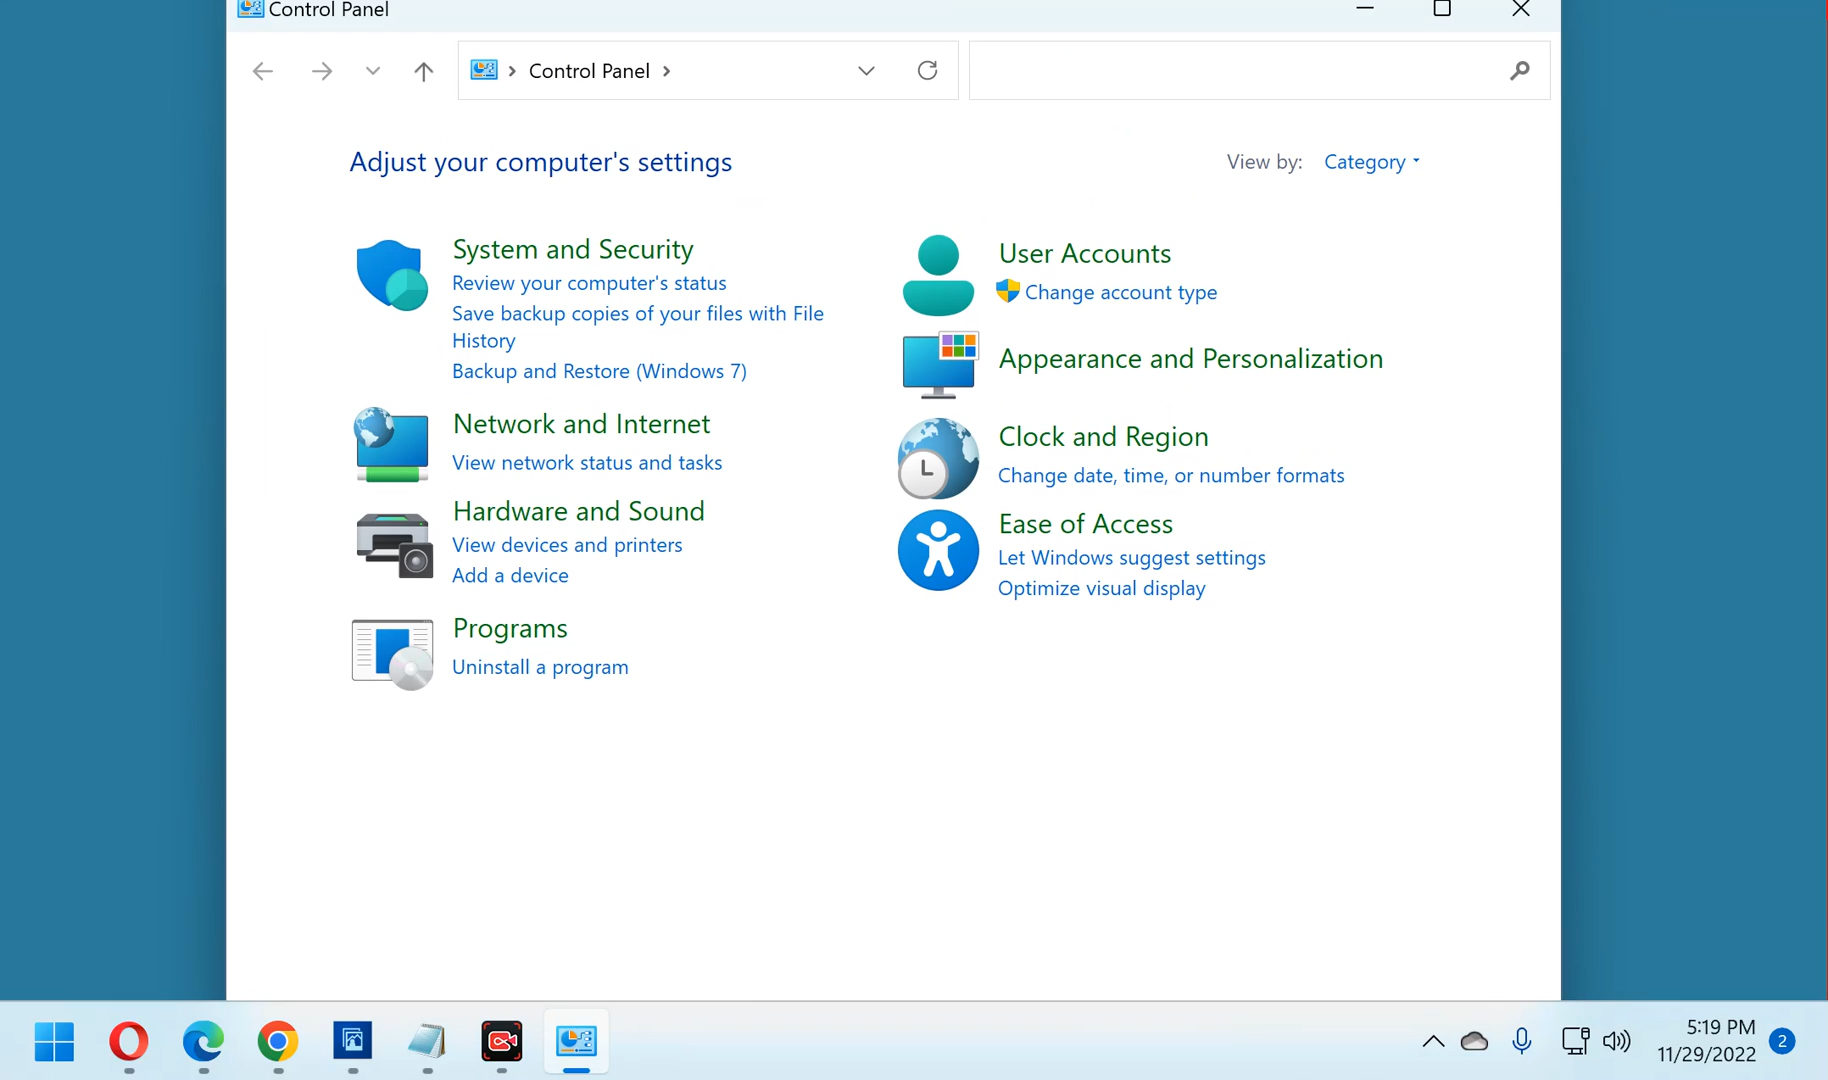 Control Panel
Control Panel
Adjust your computer's settings
View by: Category
System and Security
Review your computer's status
Save backup copies of your files with File
History
Backup and Restore (Windows 7)
Network and Internet
View network status and tasks
Hardware and Sound
View devices and printers
Add a device
Programs
Uninstall a program
User Accounts
Change account type
Appearance and Personalization
Clock and Region
Change date, time, or number formats
Ease of Access
Let Windows suggest settings
Optimize visual display
5:19 PM
11/29/2022
2